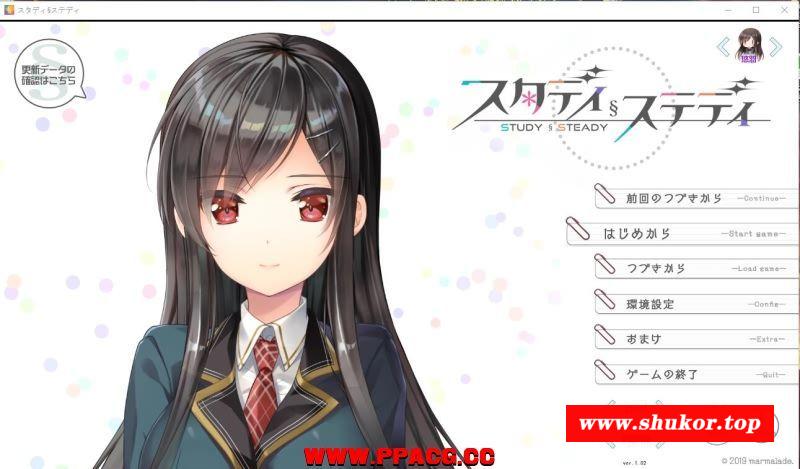 スタディ§ステディ
更新データの
確認はこちら
スタディ§ステディ
STUDY § STEADY
前回のつづきから —Continue—
はじめから —Start game—
つづきから —Load game—
環境設定 —Config—
おまけ —Extra—
ゲームの終了 —Quit—
www.shukor.top
WWW.PPACG.CC
ver.1.02
© 2019 marmalade.